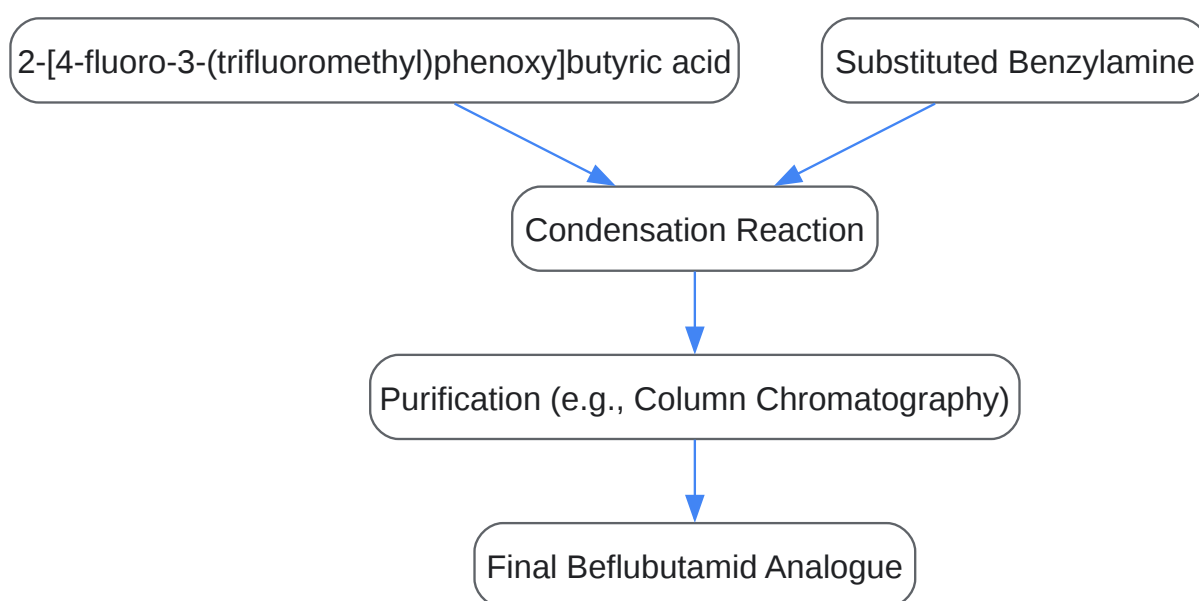 2-[4-fluoro-3-(trifluoromethyl)phenoxy]butyric acid
Substituted Benzylamine
Condensation Reaction
Purification (e.g., Column Chromatography)
Final Beflubutamid Analogue